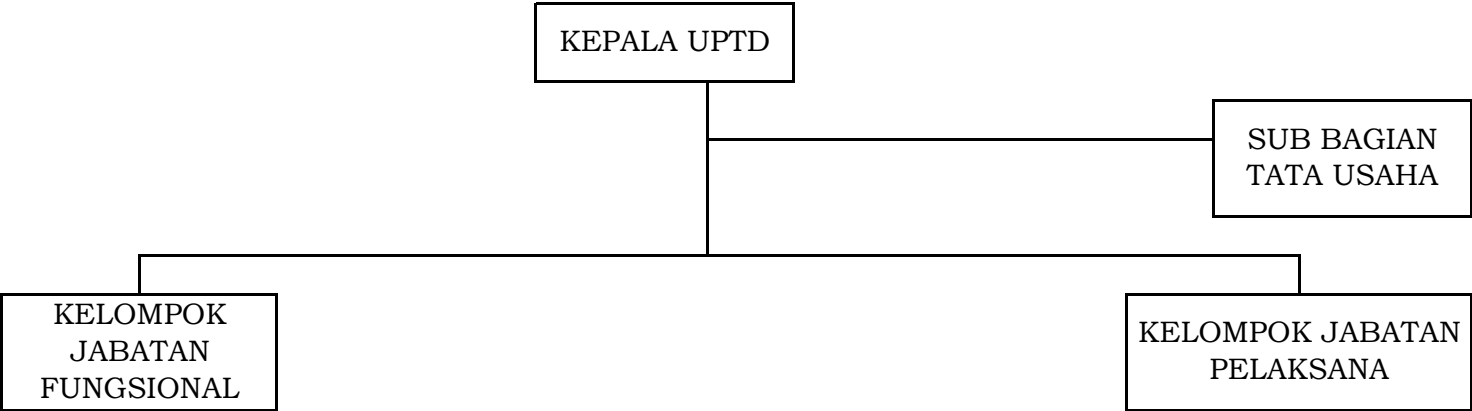 KEPALA UPTD
SUB BAGIAN
TATA USAHA
KELOMPOK
JABATAN
FUNGSIONAL
KELOMPOK JABATAN
PELAKSANA